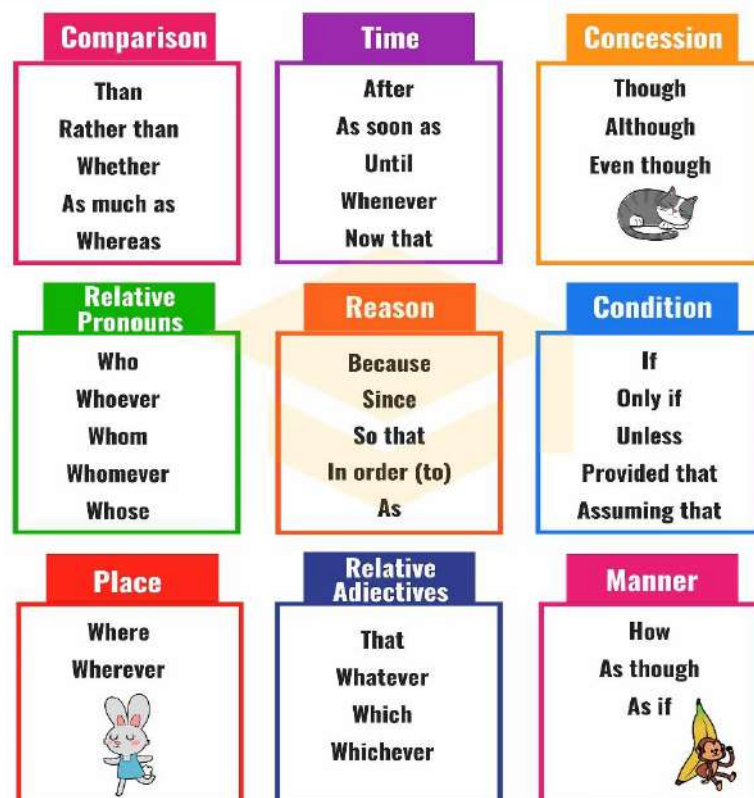 Comparison
Than
Rather than
Whether
As much as
Whereas
Time
After
As soon as
Until
Whenever
Now that
Concession
Though
Although
Even though
Relative
Pronouns
Who
Whoever
Whom
Whomever
Whose
Reason
Because
Since
So that
In order (to)
As
Condition
If
Only if
Unless
Provided that
Assuming that
Place
Where
Wherever
Relative
Adjectives
That
Whatever
Which
Whichever
Manner
How
As though
As if